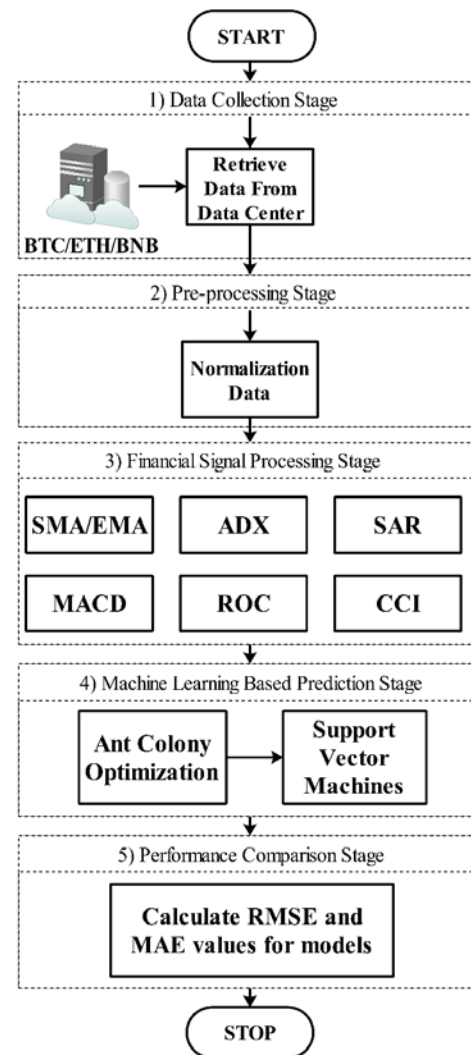 START
1) Data Collection Stage
Retrieve
Data From
Data Center
BTC/ETH/BNB
2) Pre-processing Stage
Normalization
Data
3) Financial Signal Processing Stage
SMA/EMA
ADX
SAR
MACD
ROC
CCI
4) Machine Learning Based Prediction Stage
Ant Colony
Optimization
Support
Vector
Machines
5) Performance Comparison Stage
Calculate RMSE and
MAE values for models
STOP